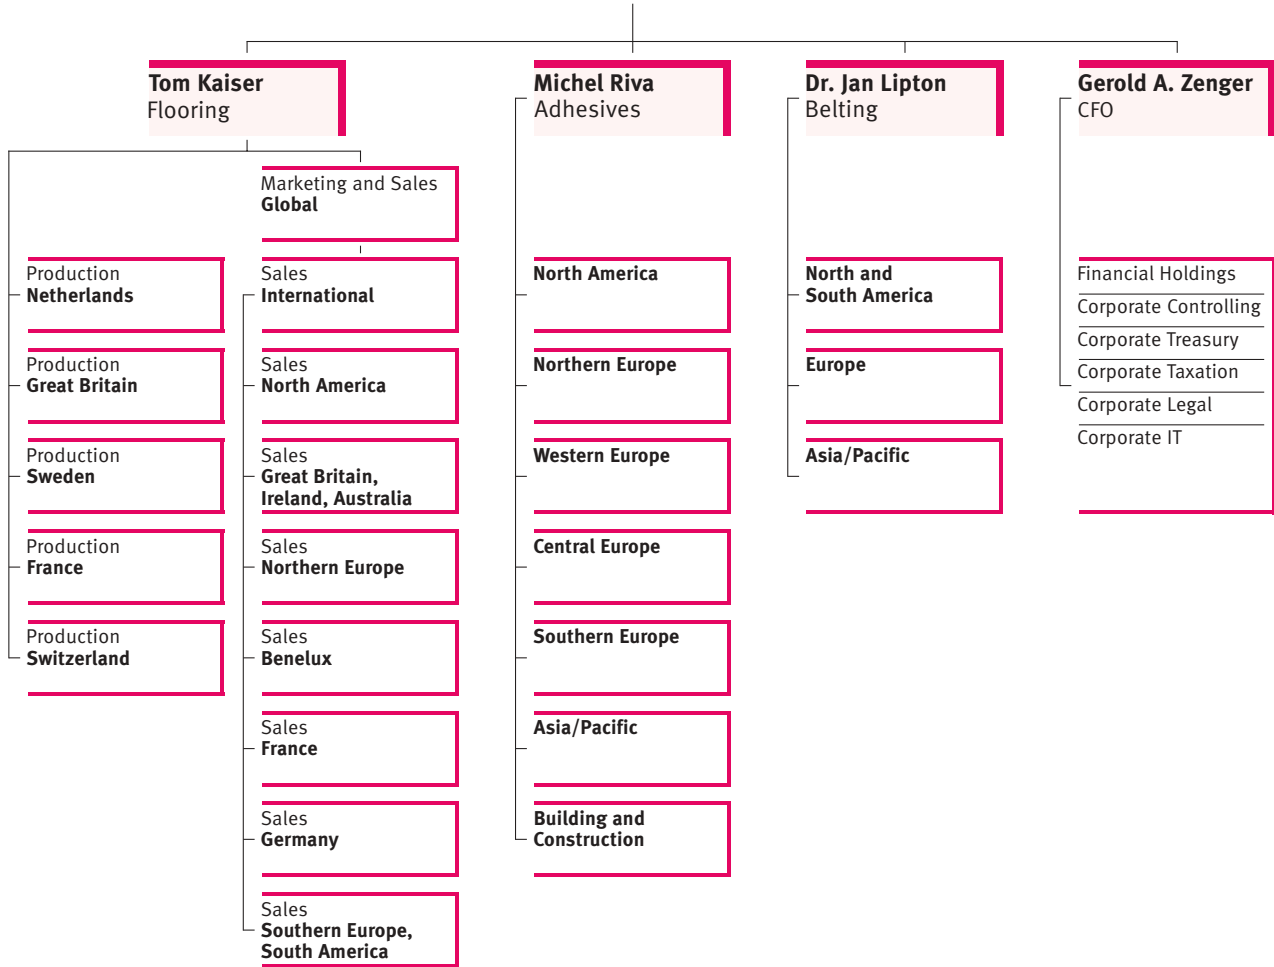 Tom Kaiser
Flooring
Michel Riva
Adhesives
Dr. Jan Lipton
Belting
Gerold A. Zenger
CFO
Marketing and Sales
Global
Production
Netherlands
Production
Great Britain
Production
Sweden
Production
France
Production
Switzerland
Sales
International
Sales
North America
Sales
Great Britain,
Ireland, Australia
Sales
Northern Europe
Sales
Benelux
Sales
France
Sales
Germany
Sales
Southern Europe,
South America
North America
Northern Europe
Western Europe
Central Europe
Southern Europe
Asia/Pacific
Building and
Construction
North and
South America
Europe
Asia/Pacific
Financial Holdings
Corporate Controlling
Corporate Treasury
Corporate Taxation
Corporate Legal
Corporate IT